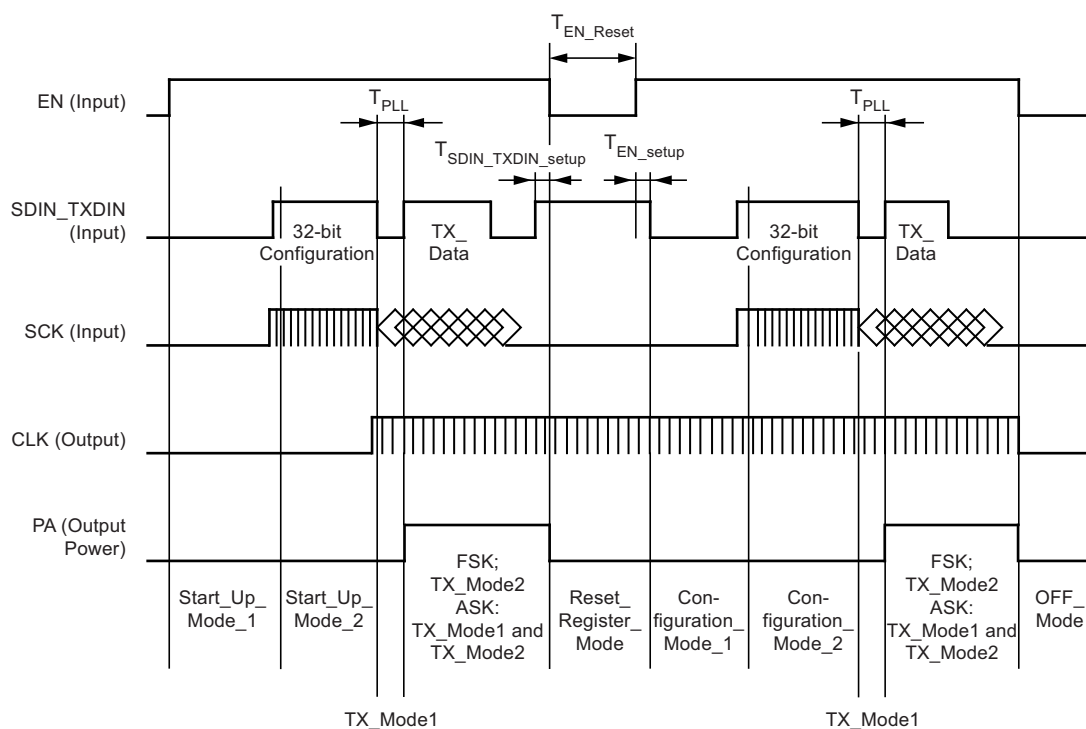 T_EN_Reset
EN (Input)
T_PLL
T_PLL
T_SDIN_TXDIN_setup
T_EN_setup
SDIN_TXDIN
(Input)
32-bit
Configuration
TX_
Data
32-bit
Configuration
TX_
Data
SCK (Input)
CLK (Output)
PA (Output
Power)
Start_Up_
Mode_1
Start_Up_
Mode_2
FSK;
TX_Mode2
ASK:
TX_Mode1 and
TX_Mode2
Reset_
Register_
Mode
Con-
figuration_
Mode_1
Con-
figuration_
Mode_2
FSK;
TX_Mode2
ASK:
TX_Mode1 and
TX_Mode2
OFF_
Mode
TX_Mode1
TX_Mode1